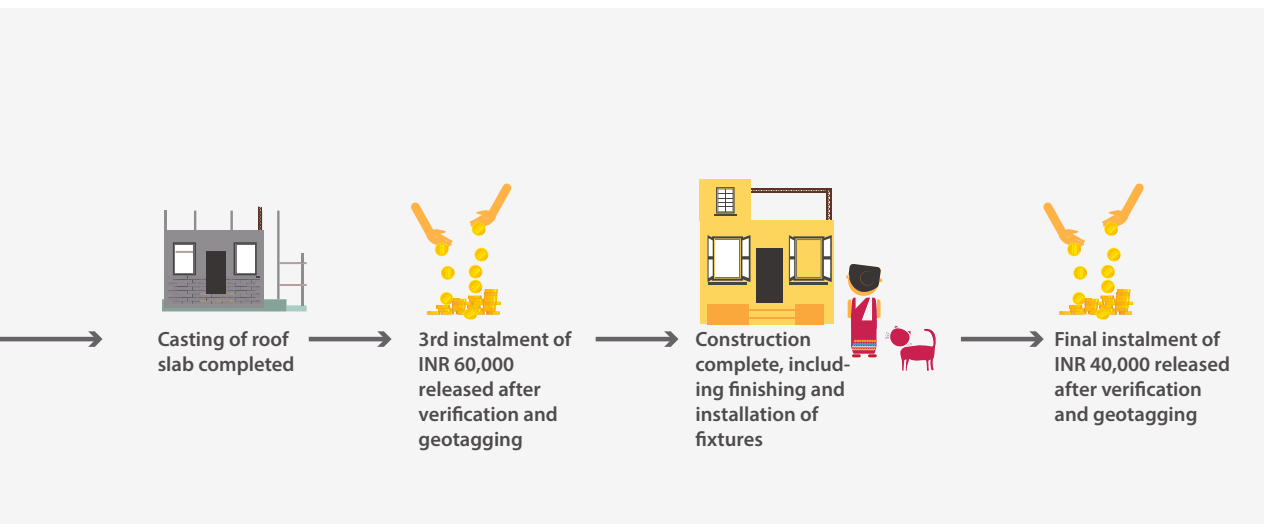 Casting of roof
slab completed
3rd instalment of
INR 60,000
released after
verification and
geotagging
Construction
complete, includ-
ing finishing and
installation of
fixtures
Final instalment of
INR 40,000 released
after verification
and geotagging